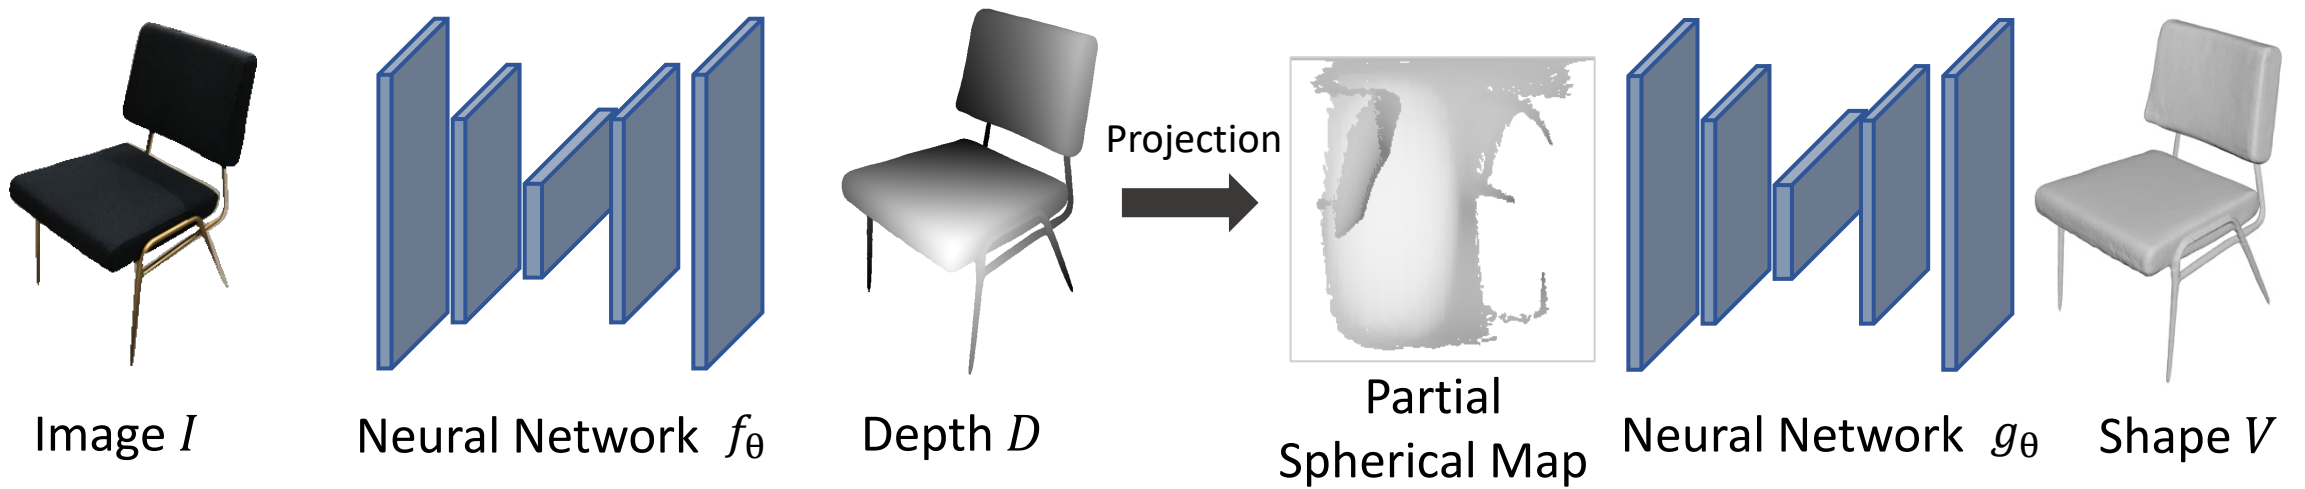 Projection
Image I
Neural Network fθ
Depth D
Partial
Spherical Map
Neural Network gθ
Shape V